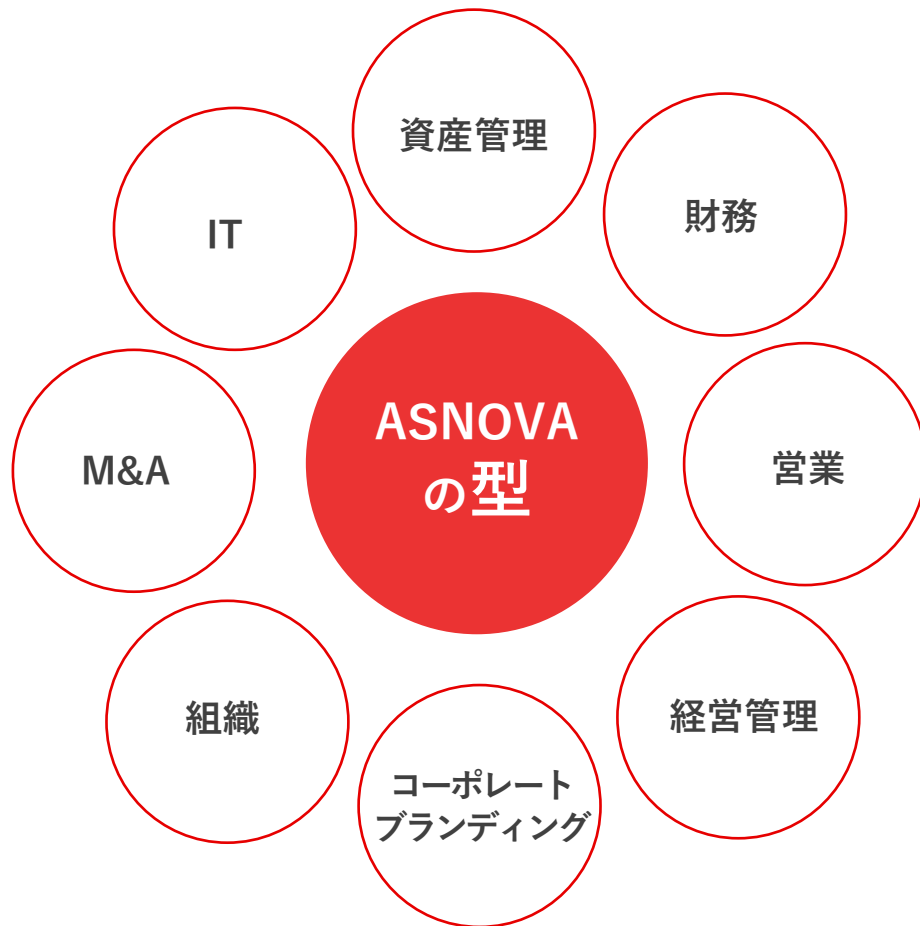 資産管理
財務
IT
ASNOVA
の型
営業
M&A
経営管理
組織
コーポレート
ブランディング